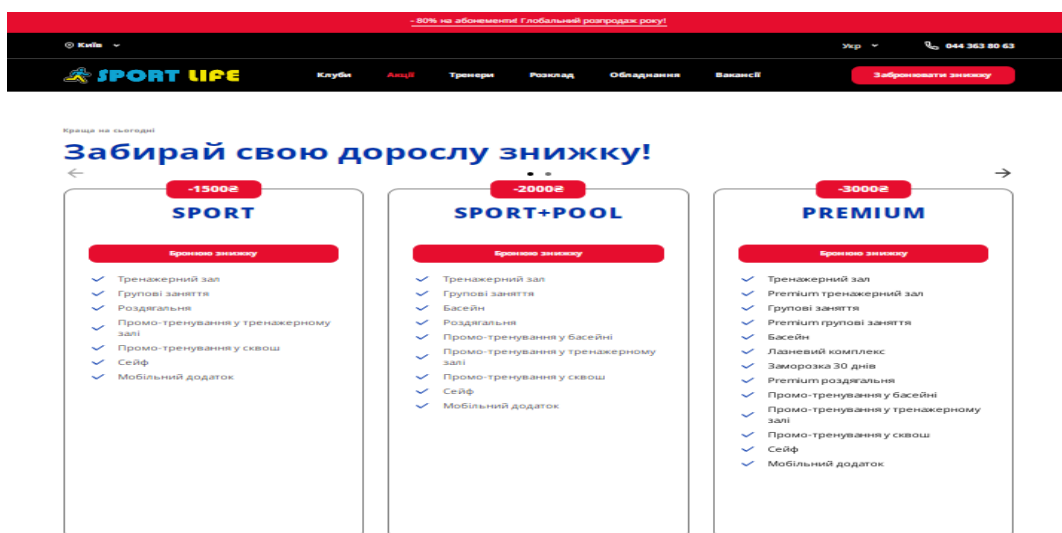 - 80% на абонементи! Глобальний розпродаж року!
Київ
Укр
044 363 80 63
SPORT LIFE
Клуби
Акції
Тренери
Розклад
Обладнання
Вакансії
Забронювати знижку
Краще на сьогодні
Забирай свою дорослу знижку!
-1500₴
SPORT
Бронюю знижку
Тренажерний зал
Групові заняття
Роздягальня
Промо-тренування у тренажерному
залі
Промо-тренування у сквош
Сейф
Мобільний додаток
-2000₴
SPORT+POOL
Бронюю знижку
Тренажерний зал
Групові заняття
Басейн
Роздягальня
Промо-тренування у басейні
Промо-тренування у тренажерному
залі
Промо-тренування у сквош
Сейф
Мобільний додаток
-3000₴
PREMIUM
Бронюю знижку
Тренажерний зал
Premium тренажерний зал
Групові заняття
Premium групові заняття
Басейн
Лазневий комплекс
Заморозка 30 днів
Premium роздягальня
Промо-тренування у басейні
Промо-тренування у тренажерному
залі
Промо-тренування у сквош
Сейф
Мобільний додаток